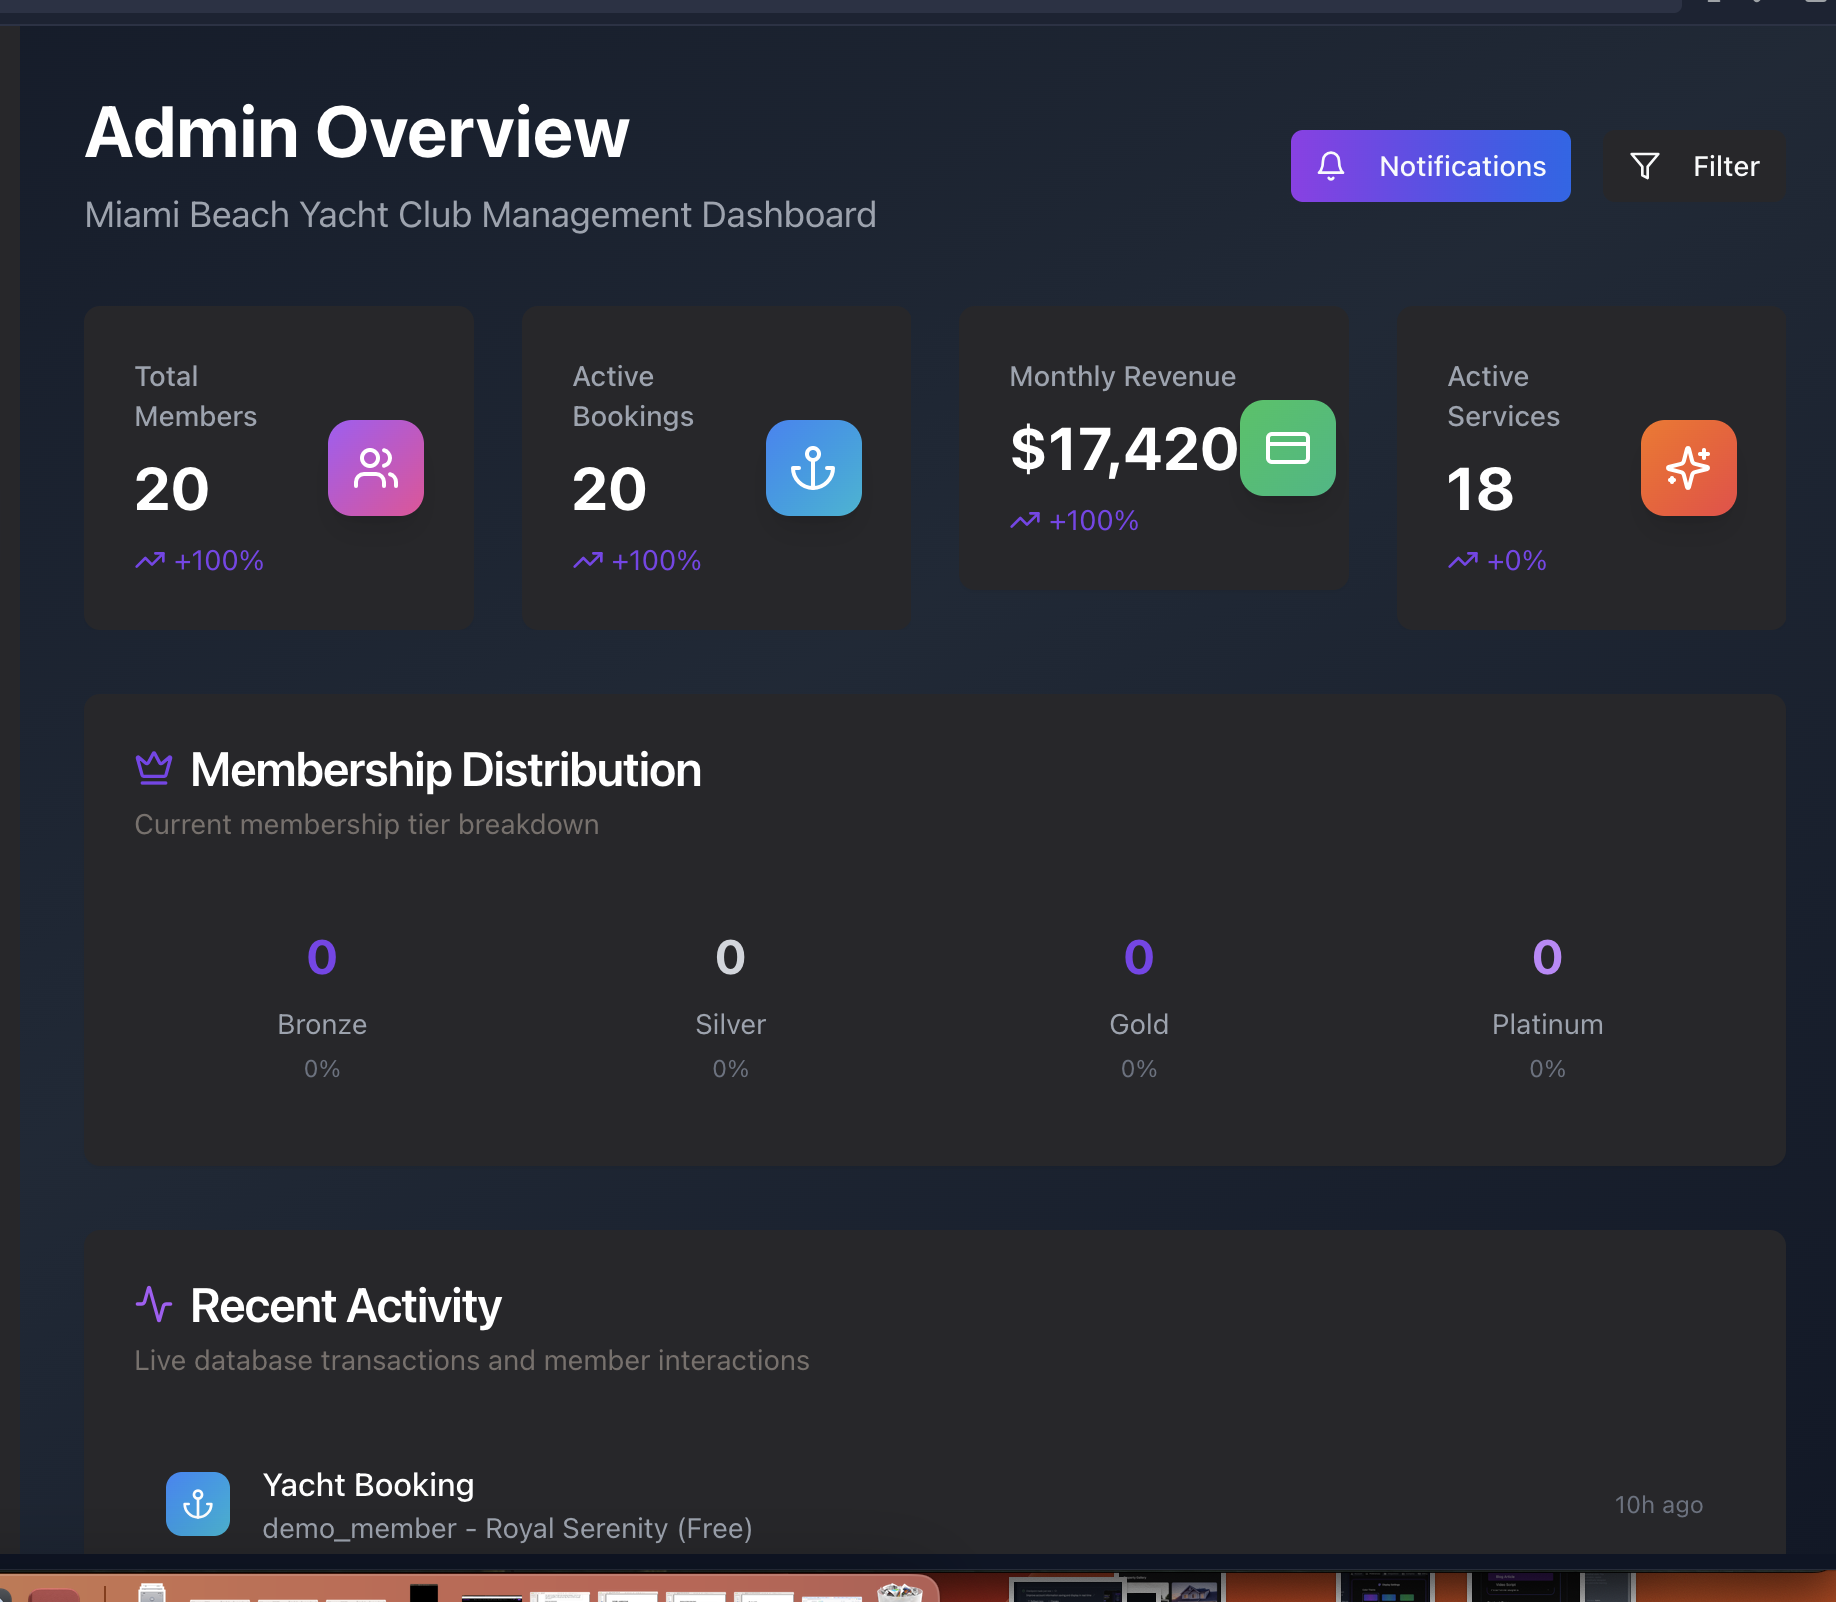 Admin Overview
Miami Beach Yacht Club Management Dashboard
Notifications
Filter
Total
Members
20
+100%
Active
Bookings
20
+100%
Monthly Revenue
$17,420
+100%
Active
Services
18
+0%
Membership Distribution
Current membership tier breakdown
0
Bronze
0%
0
Silver
0%
0
Gold
0%
0
Platinum
0%
Recent Activity
Live database transactions and member interactions
Yacht Booking
demo_member - Royal Serenity (Free)
10h ago